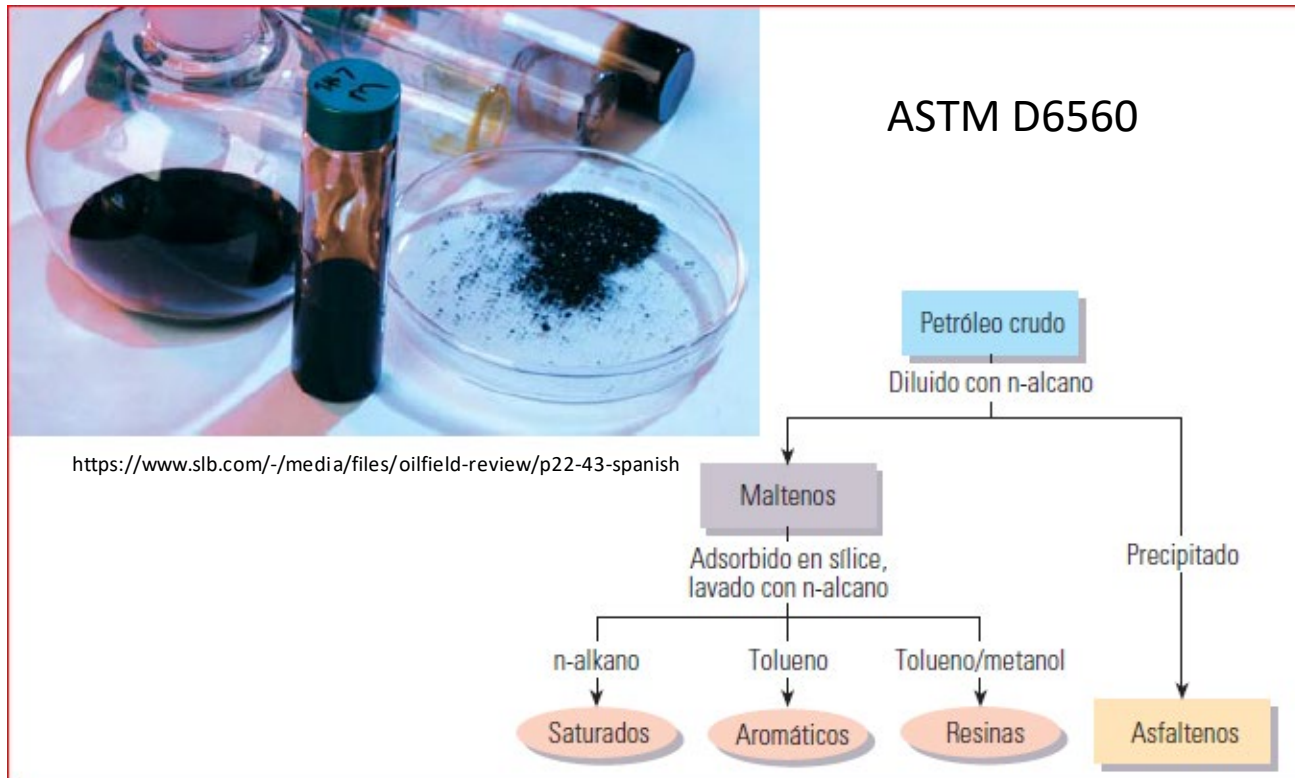 ASTM D6560
https://www.slb.com/-/media/files/oilfield-review/p22-43-spanish
Petróleo crudo
Diluido con n-alcano
Maltenos
Adsorbido en sílice,
lavado con n-alcano
Precipitado
n-alkano
Tolueno
Tolueno/metanol
Saturados
Aromáticos
Resinas
Asfaltenos